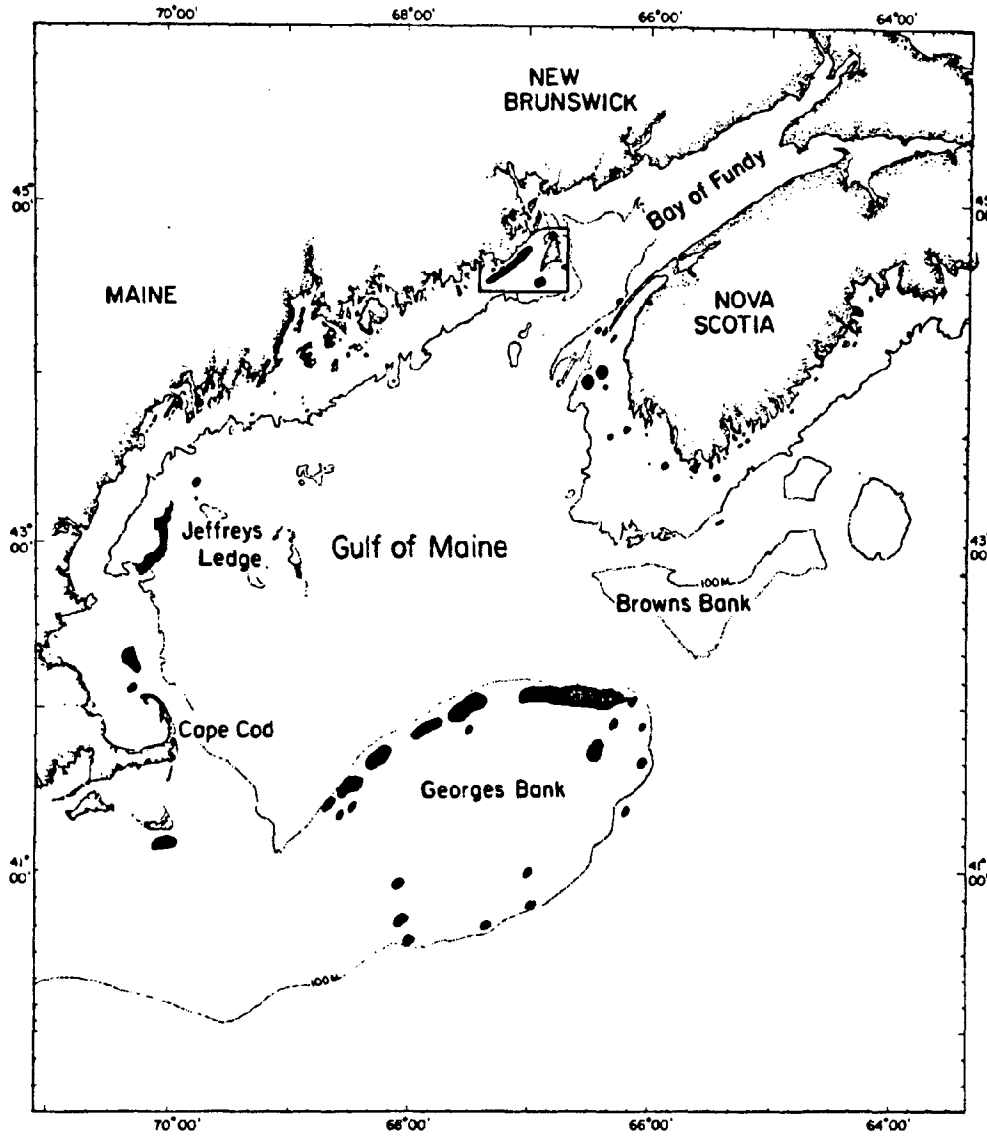 70°00'
68°00'
66°00'
64°00'
NEW
BRUNSWICK
45°
00'
Bay of Fundy
MAINE
NOVA
SCOTIA
43°
00'
Jeffreys
Ledge
Gulf of Maine
43°
00'
100M
Browns Bank
Cape Cod
Georges Bank
41°
00'
41°
00'
100M
70°00'
68°00'
66°00'
64°00'